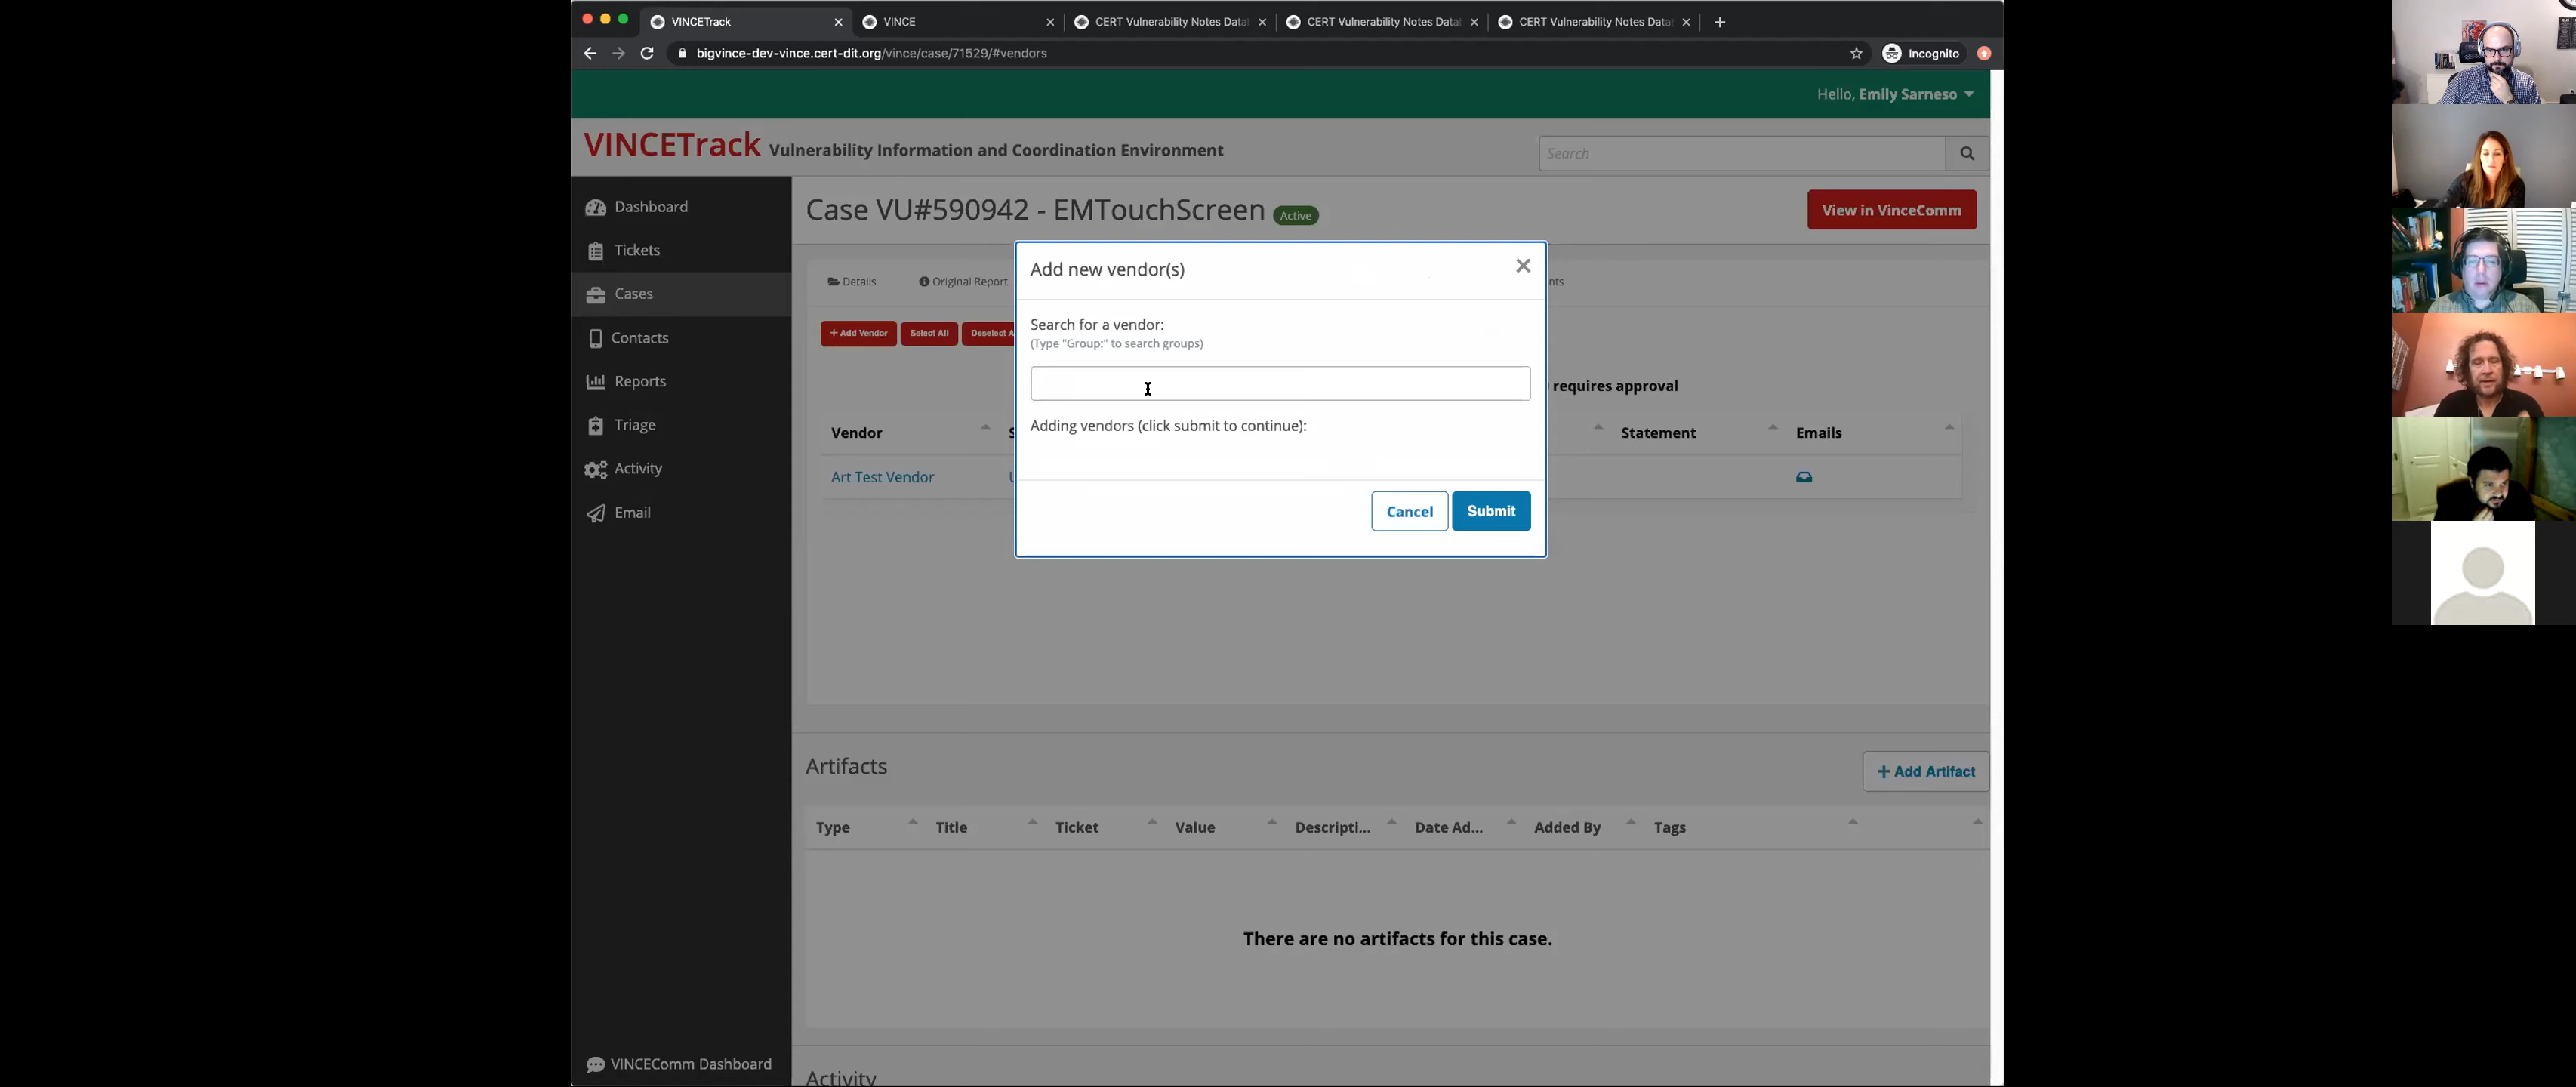 VINCETrack
VINCE
CERT Vulnerability Notes Datab
CERT Vulnerability Notes Datab
CERT Vulnerability Notes Datab
bigvince-dev-vince.cert-dit.org/vince/case/71529/#vendors
Incognito
Hello, Emily Sarneso
VINCETrack Vulnerability Information and Coordination Environment
Search
Dashboard
Tickets
Cases
Contacts
Reports
Triage
Activity
Email
VINCEComm Dashboard
Case VU#590942 - EMTouchScreen Active
View in VinceComm
Details
Original Report
nts
+ Add Vendor
Select All
Deselect A
requires approval
Vendor
S
Statement
Emails
Art Test Vendor
U
Add new vendor(s)
Search for a vendor:
(Type "Group:" to search groups)
Adding vendors (click submit to continue):
Cancel
Submit
Artifacts
+ Add Artifact
Type
Title
Ticket
Value
Descripti...
Date Ad...
Added By
Tags
There are no artifacts for this case.
Activity